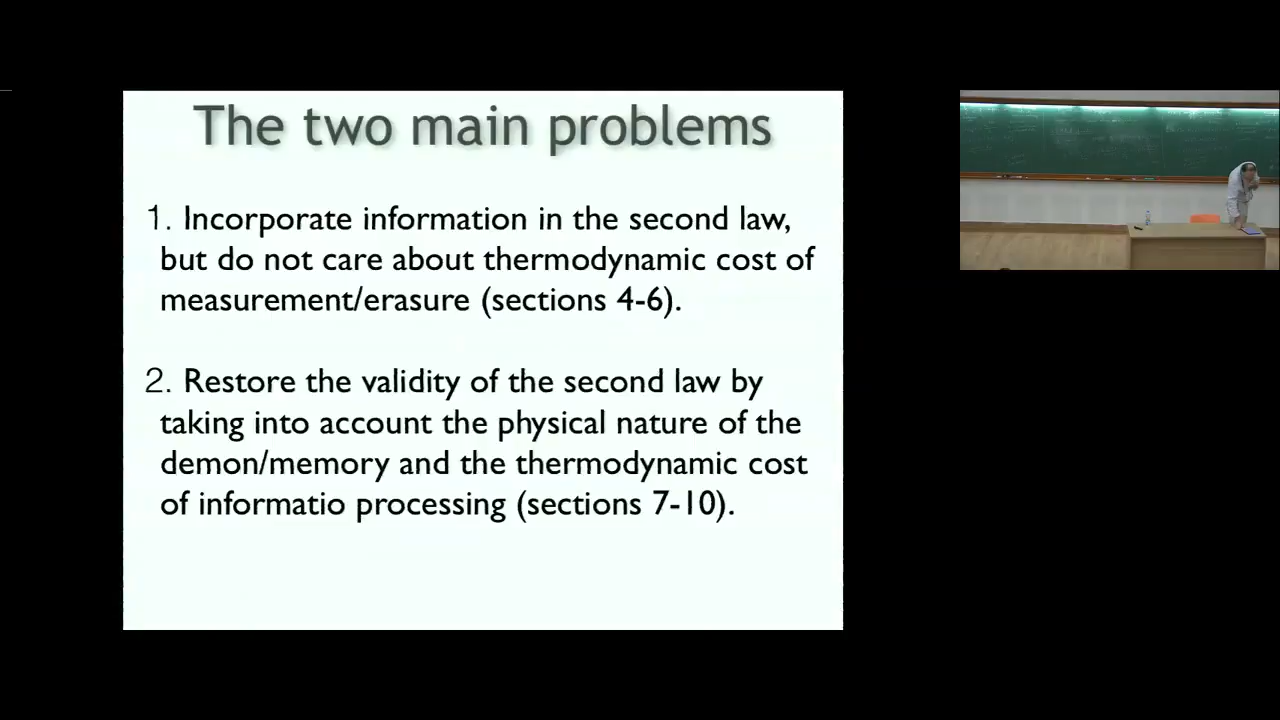 The two main problems
1. Incorporate information in the second law,
but do not care about thermodynamic cost of
measurement/erasure (sections 4-6).
2. Restore the validity of the second law by
taking into account the physical nature of the
demon/memory and the thermodynamic cost
of informatio processing (sections 7-10).